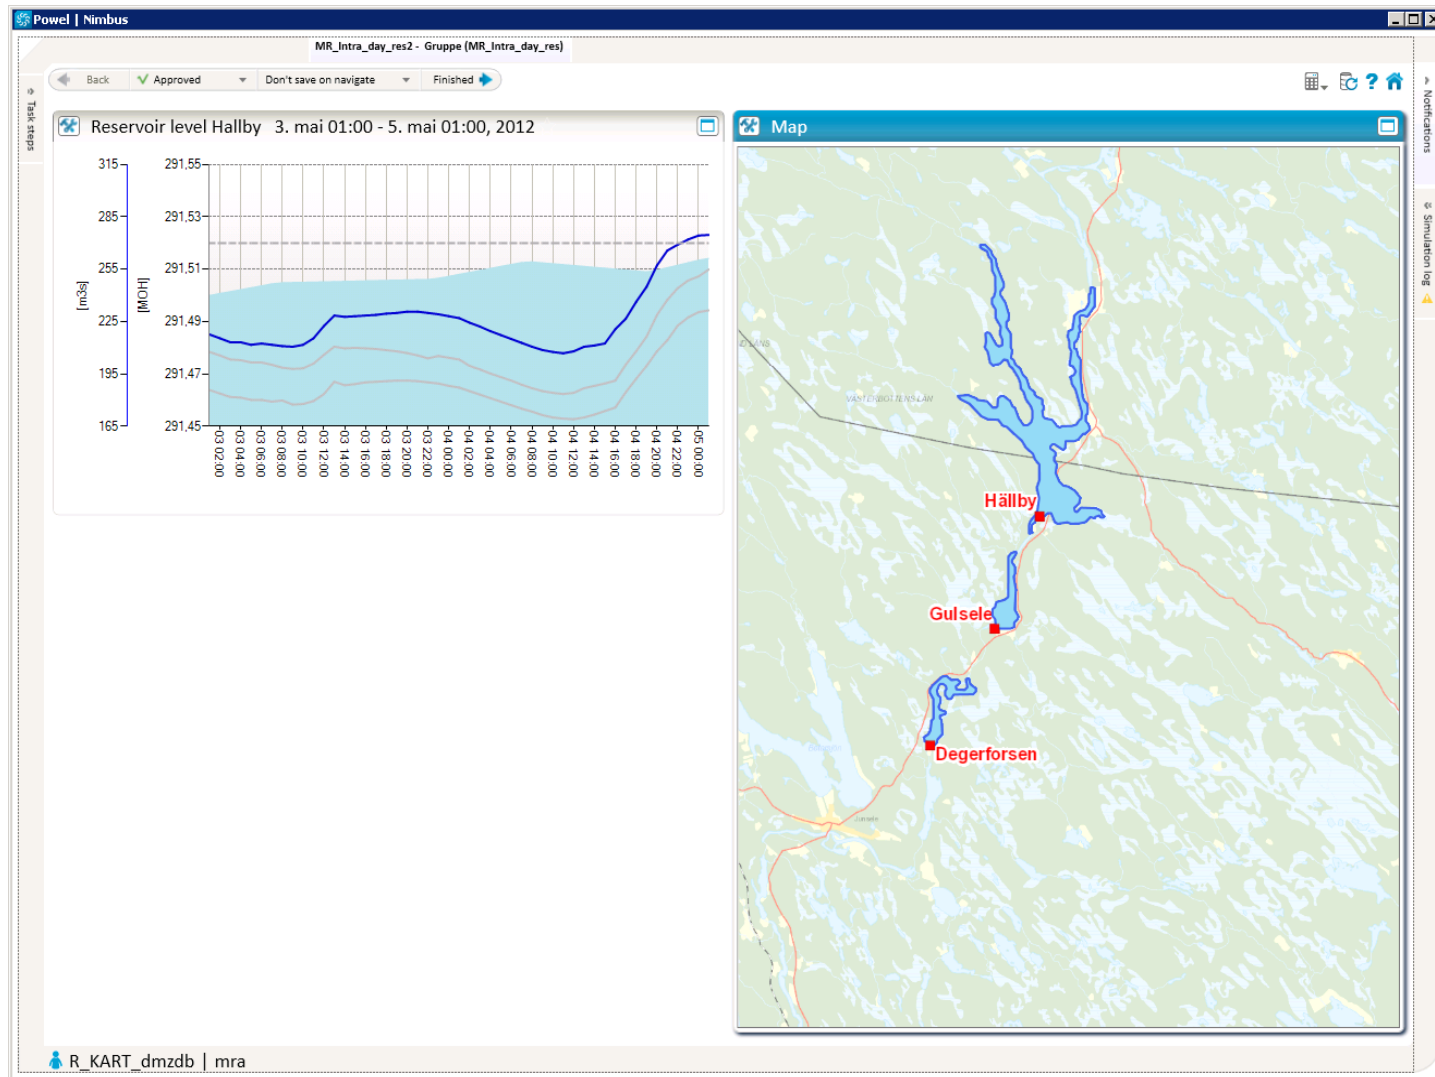 Powel | Nimbus
MR_Intra_day_res2 - Gruppe (MR_Intra_day_res)
Back
Approved
Don't save on navigate
Finished
Task steps
Notifications
Simulation log
Reservoir level Hallby 3. mai 01:00 - 5. mai 01:00, 2012
[m3s]
315
285
255
225
195
165
[MOH]
291,55
291,53
291,51
291,49
291,47
291,45
03 02:00
03 04:00
03 06:00
03 08:00
03 10:00
03 12:00
03 14:00
03 16:00
03 18:00
03 20:00
03 22:00
04 00:00
04 02:00
04 04:00
04 06:00
04 08:00
04 10:00
04 12:00
04 14:00
04 16:00
04 18:00
04 20:00
04 22:00
05 00:00
Map
VÄSTERBOTTENS LÄN
Hällby
Gulsele
Degerforsen
Junsele
R_KART_dmzdb | mra